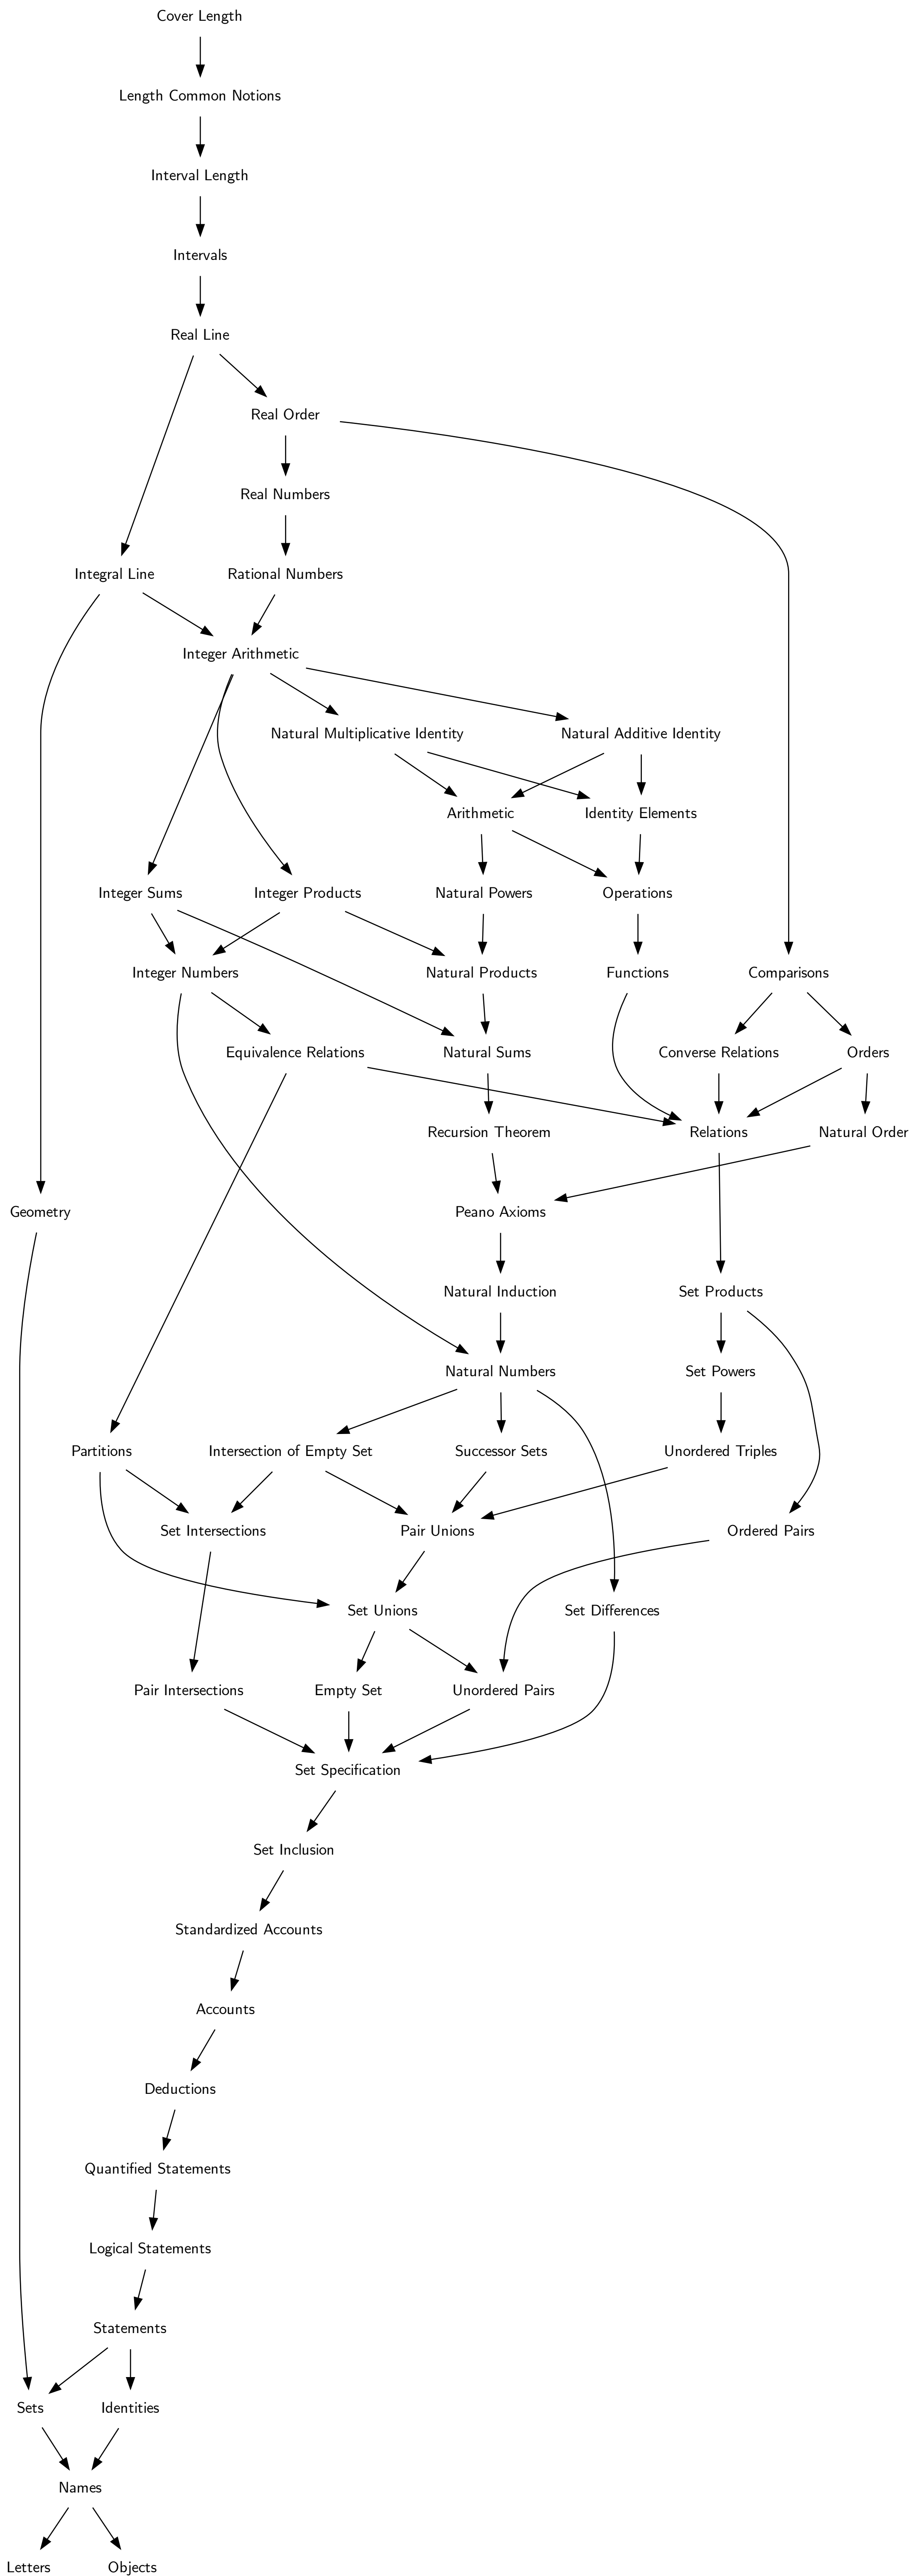 Cover Length
Length Common Notions
Interval Length
Intervals
Real Line
Real Order
Real Numbers
Integral Line
Rational Numbers
Integer Arithmetic
Natural Multiplicative Identity
Natural Additive Identity
Arithmetic
Identity Elements
Integer Sums
Integer Products
Natural Powers
Operations
Integer Numbers
Natural Products
Functions
Comparisons
Equivalence Relations
Natural Sums
Converse Relations
Orders
Recursion Theorem
Relations
Natural Order
Geometry
Peano Axioms
Natural Induction
Set Products
Natural Numbers
Set Powers
Partitions
Intersection of Empty Set
Successor Sets
Unordered Triples
Set Intersections
Pair Unions
Ordered Pairs
Set Unions
Set Differences
Pair Intersections
Empty Set
Unordered Pairs
Set Specification
Set Inclusion
Standardized Accounts
Accounts
Deductions
Quantified Statements
Logical Statements
Statements
Sets
Identities
Names
Letters
Objects